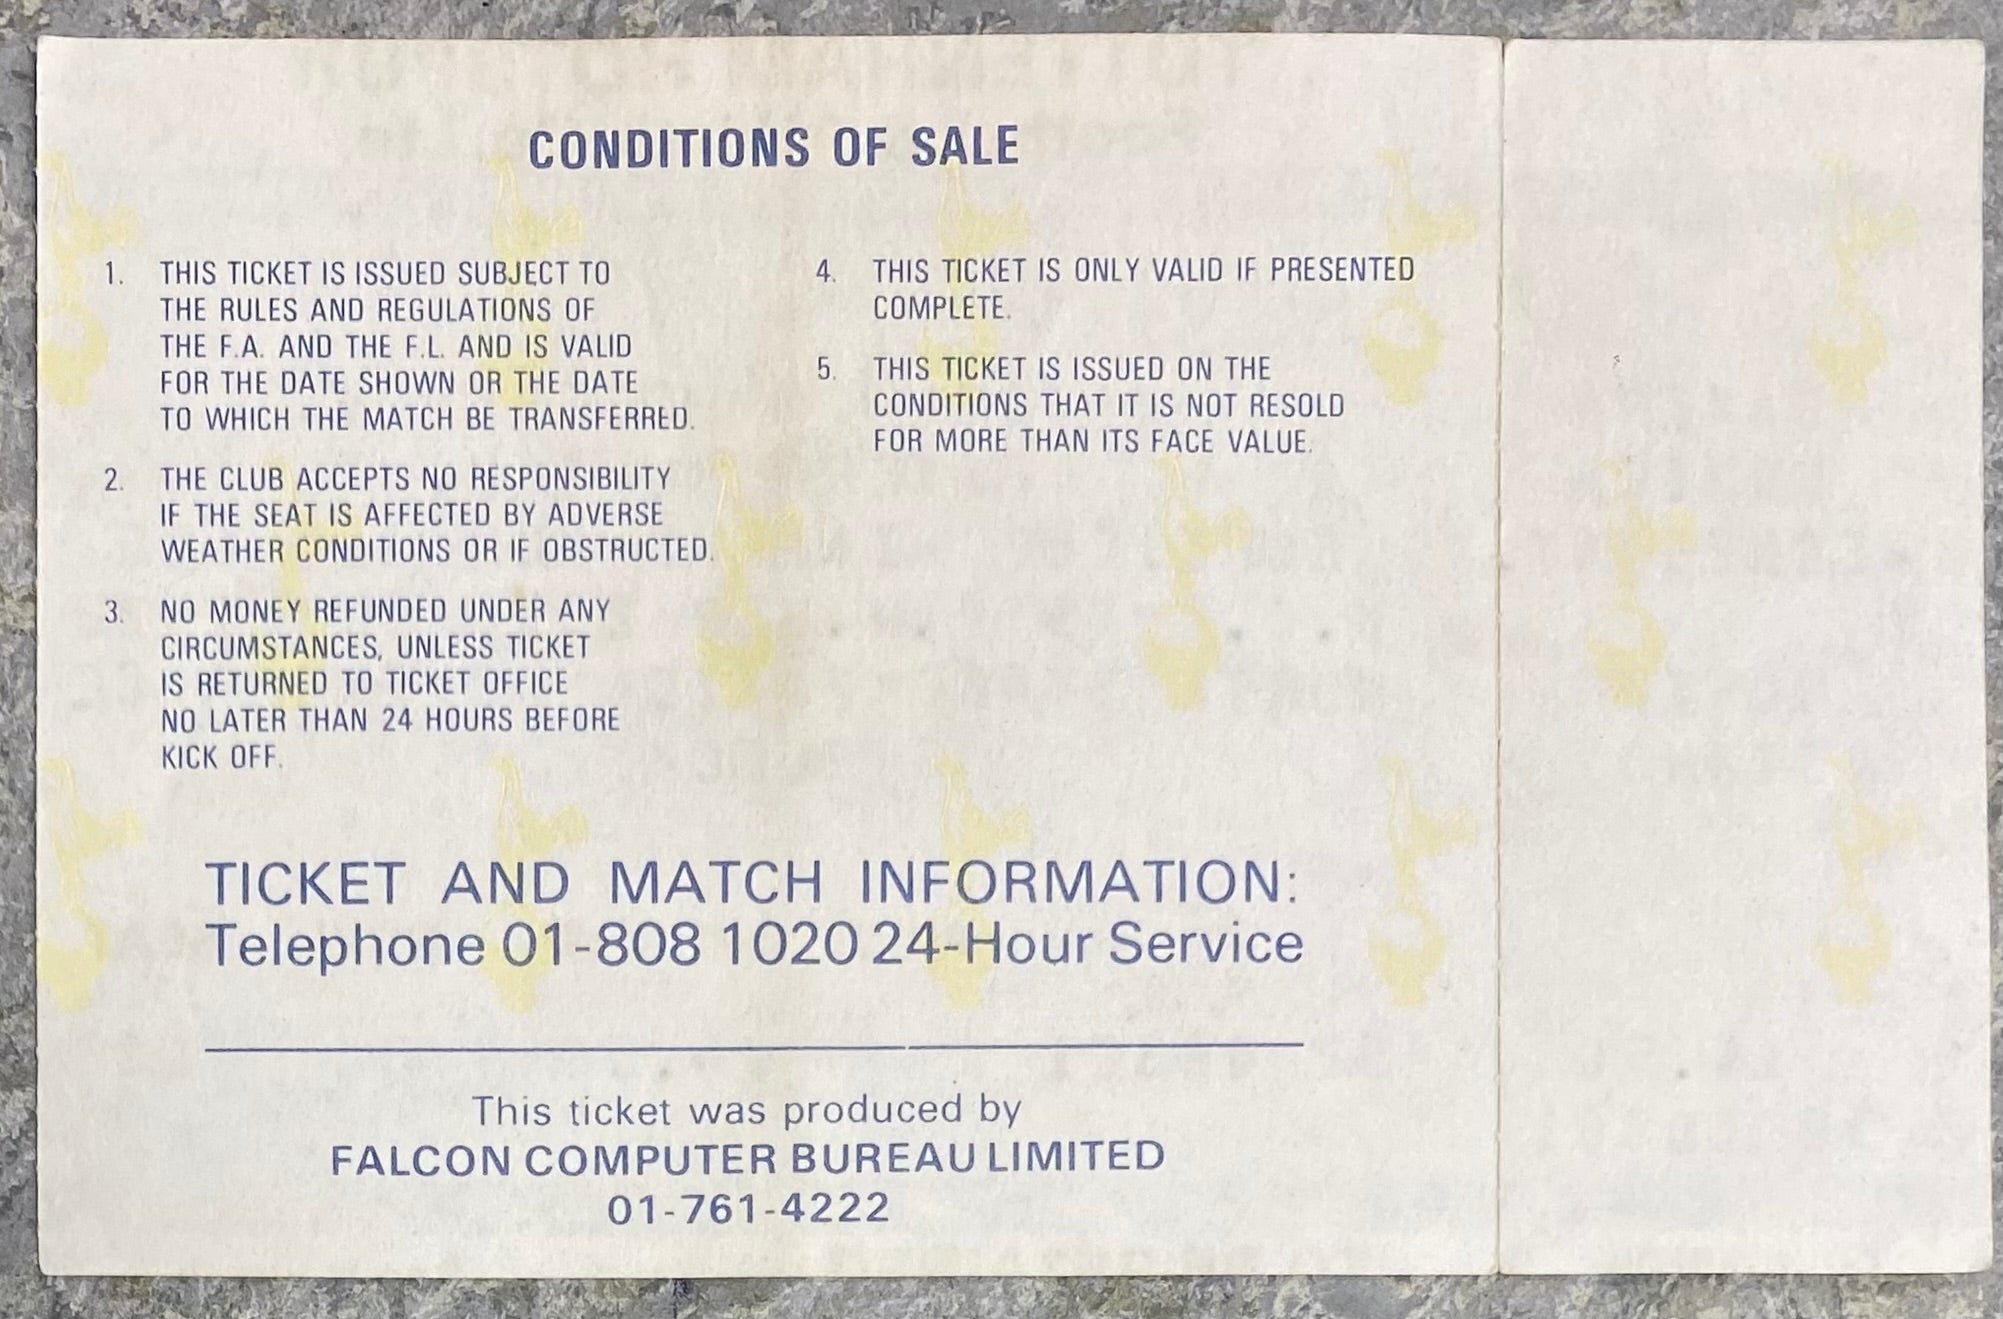 CONDITIONS OF SALE
1. THIS TICKET IS ISSUED SUBJECT TO
THE RULES AND REGULATIONS OF
THE F.A. AND THE F.L. AND IS VALID
FOR THE DATE SHOWN OR THE DATE
TO WHICH THE MATCH BE TRANSFERRED.
2. THE CLUB ACCEPTS NO RESPONSIBILITY
IF THE SEAT IS AFFECTED BY ADVERSE
WEATHER CONDITIONS OR IF OBSTRUCTED.
3. NO MONEY REFUNDED UNDER ANY
CIRCUMSTANCES, UNLESS TICKET
IS RETURNED TO TICKET OFFICE
NO LATER THAN 24 HOURS BEFORE
KICK OFF.
4. THIS TICKET IS ONLY VALID IF PRESENTED
COMPLETE.
5. THIS TICKET IS ISSUED ON THE
CONDITIONS THAT IT IS NOT RESOLD
FOR MORE THAN ITS FACE VALUE.
TICKET AND MATCH INFORMATION:
Telephone 01-808 1020 24-Hour Service
This ticket was produced by
FALCON COMPUTER BUREAU LIMITED
01-761-4222